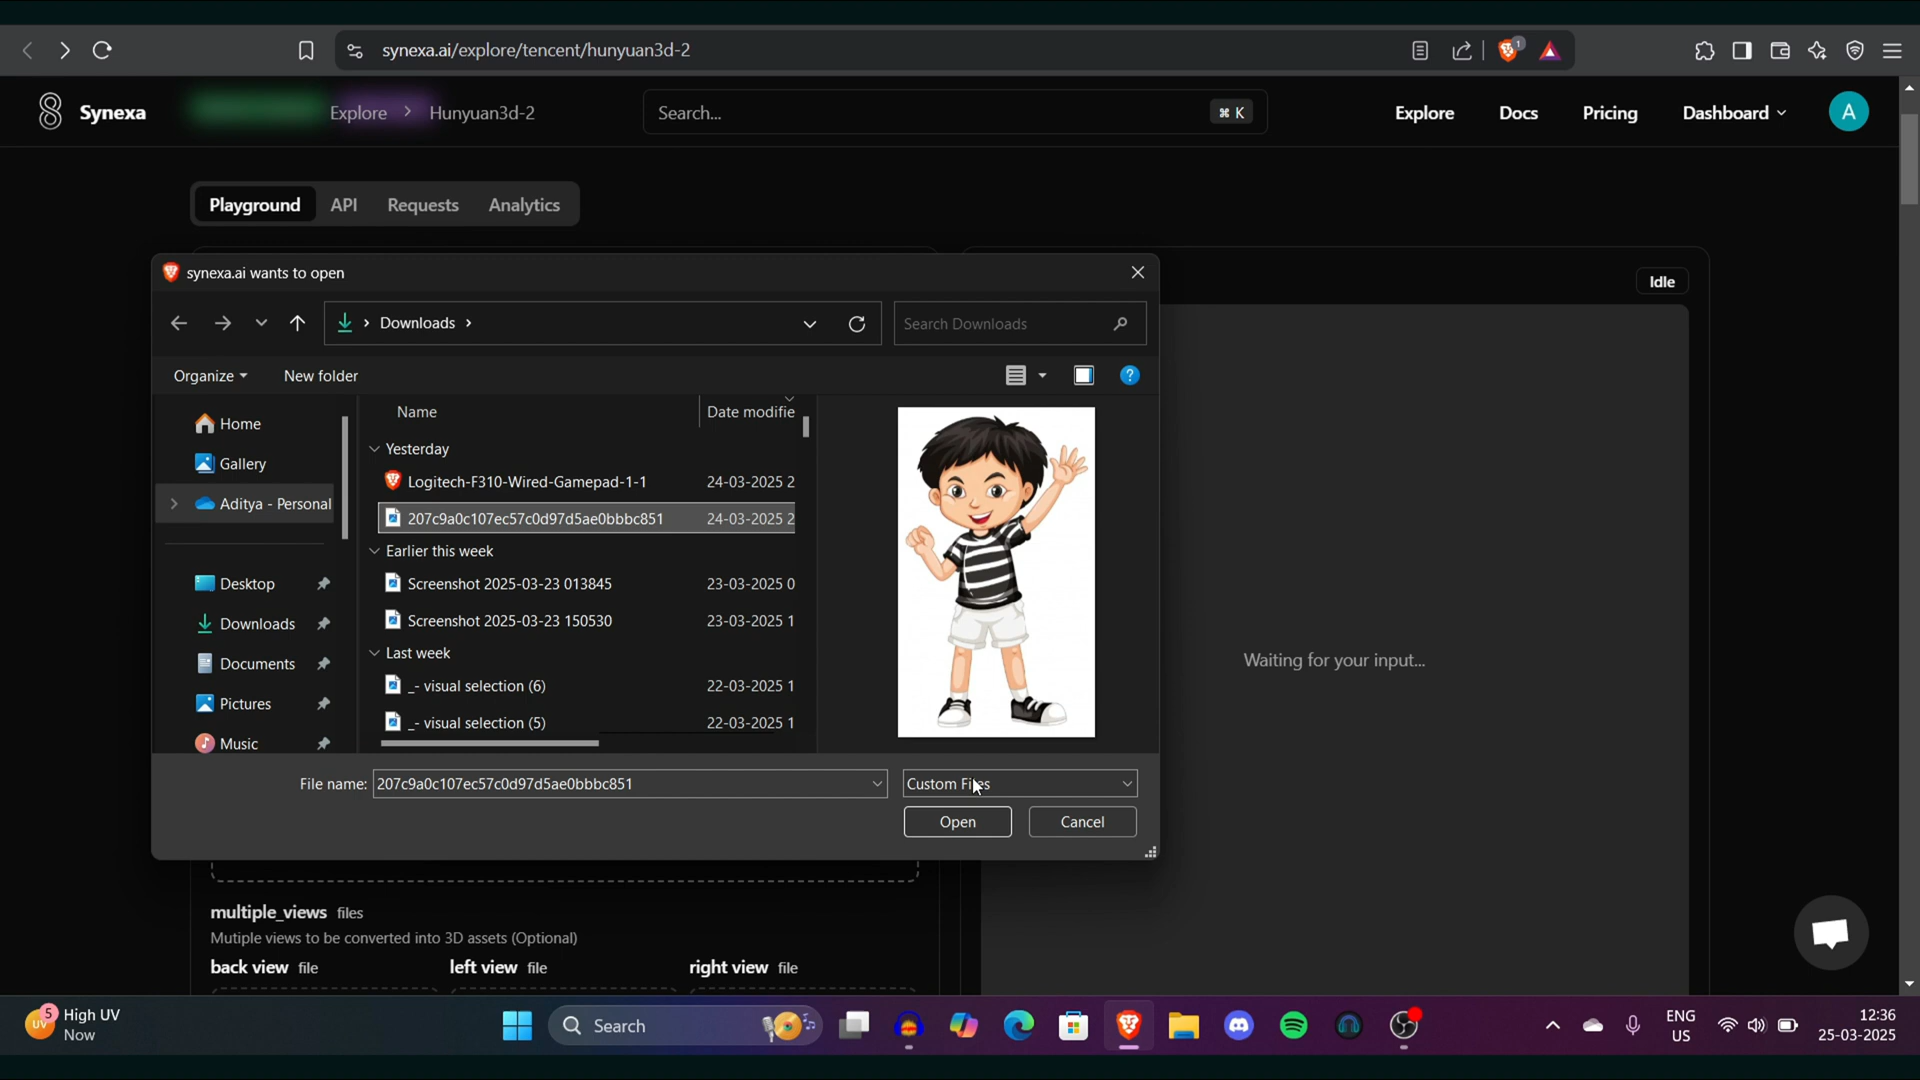 synexa.ai/explore/tencent/hunyuan3d-2
1
Synexa
Explore > Hunyuan3d-2
Search...
⌘ K
Explore
Docs
Pricing
Dashboard
A
Playground
API
Requests
Analytics
synexa.ai wants to open
Idle
Downloads
Search Downloads
Organize
New folder
?
Home
Gallery
Aditya - Personal
Desktop
Downloads
Documents
Pictures
Music
Name
Date modifie
Yesterday
Logitech-F310-Wired-Gamepad-1-1 24-03-2025 2
207c9a0c107ec57c0d97d5ae0bbbc851 24-03-2025 2
Earlier this week
Screenshot 2025-03-23 013845 23-03-2025 0
Screenshot 2025-03-23 150530 23-03-2025 1
Last week
_- visual selection (6) 22-03-2025 1
_- visual selection (5) 22-03-2025 1
Waiting for your input...
File name: 207c9a0c107ec57c0d97d5ae0bbbc851
Custom Files
Open
Cancel
multiple_views files
Mutiple views to be converted into 3D assets (Optional)
back view file
left view file
right view file
5
UV
High UV
Now
Search
ENG
US
12:36
25-03-2025